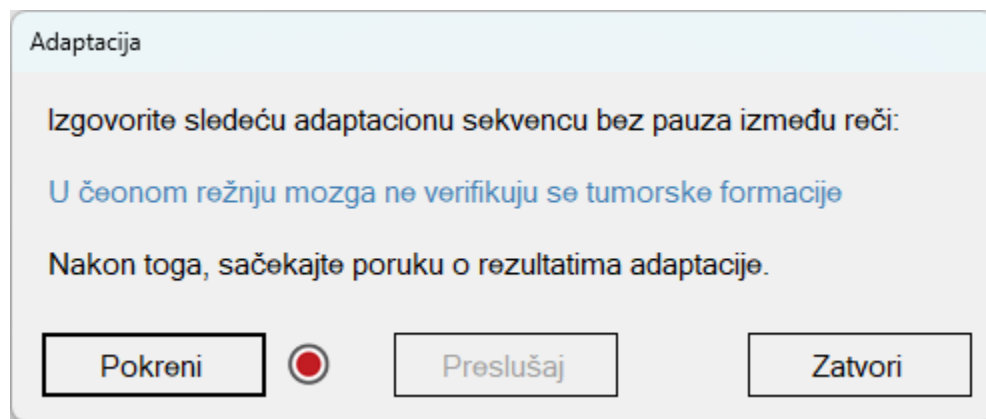 Adaptacija
Izgovorite sledeću adaptacionu sekvencu bez pauza između reči:
U čeonom režnju mozga ne verifikuju se tumorske formacije
Nakon toga, sačekajte poruku o rezultatima adaptacije.
Pokreni Preslušaj Zatvori